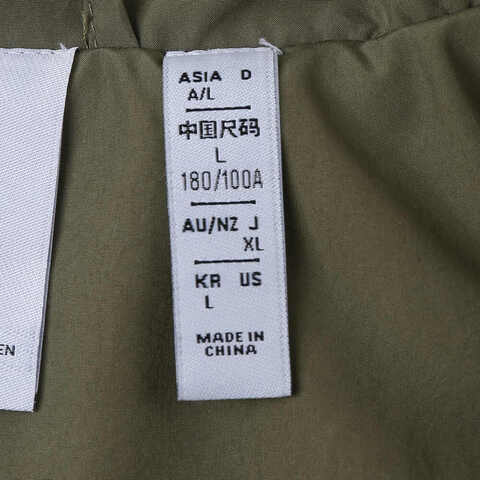 ASIA D
A/L
中国尺码
L
180/100A
AU/NZ J
XL
KR US
L
MADE IN
CHINA
EN